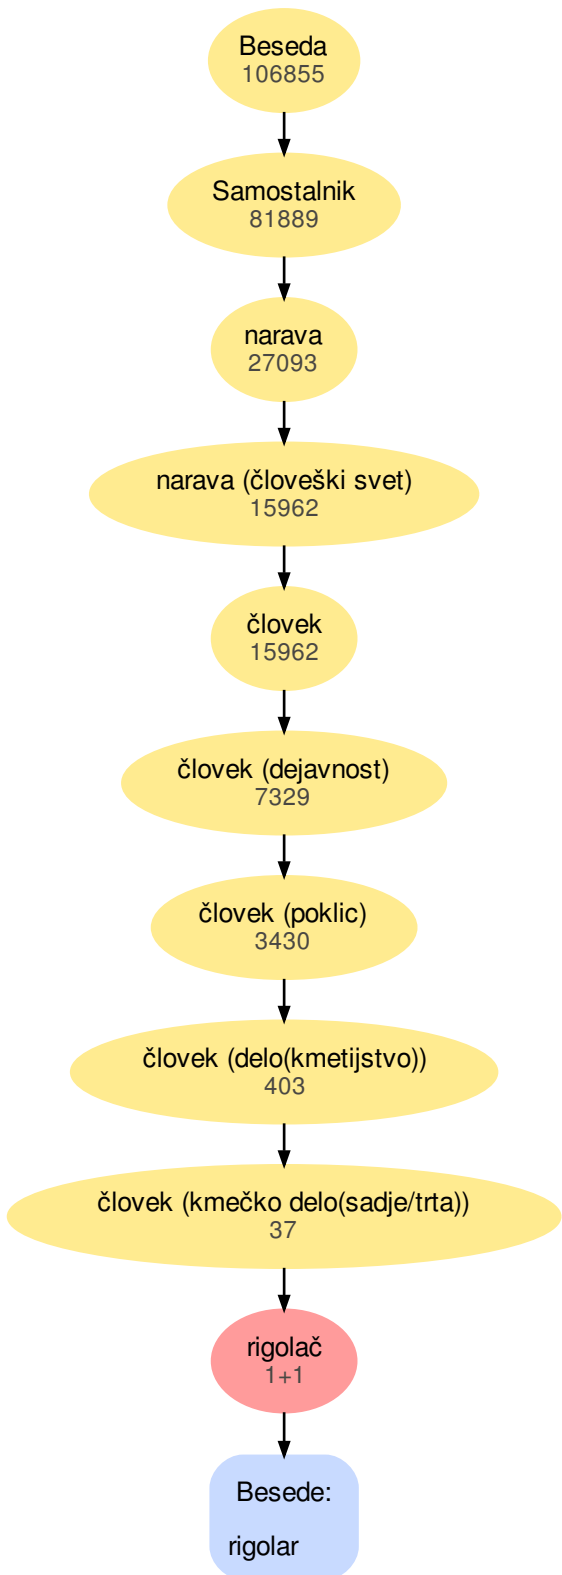 Beseda
106855
Samostalnik
81889
narava
27093
narava (človeški svet)
15962
človek
15962
človek (dejavnost)
7329
človek (poklic)
3430
človek (delo(kmetijstvo))
403
človek (kmečko delo(sadje/trta))
37
rigolač
1+1
Besede:
rigolar